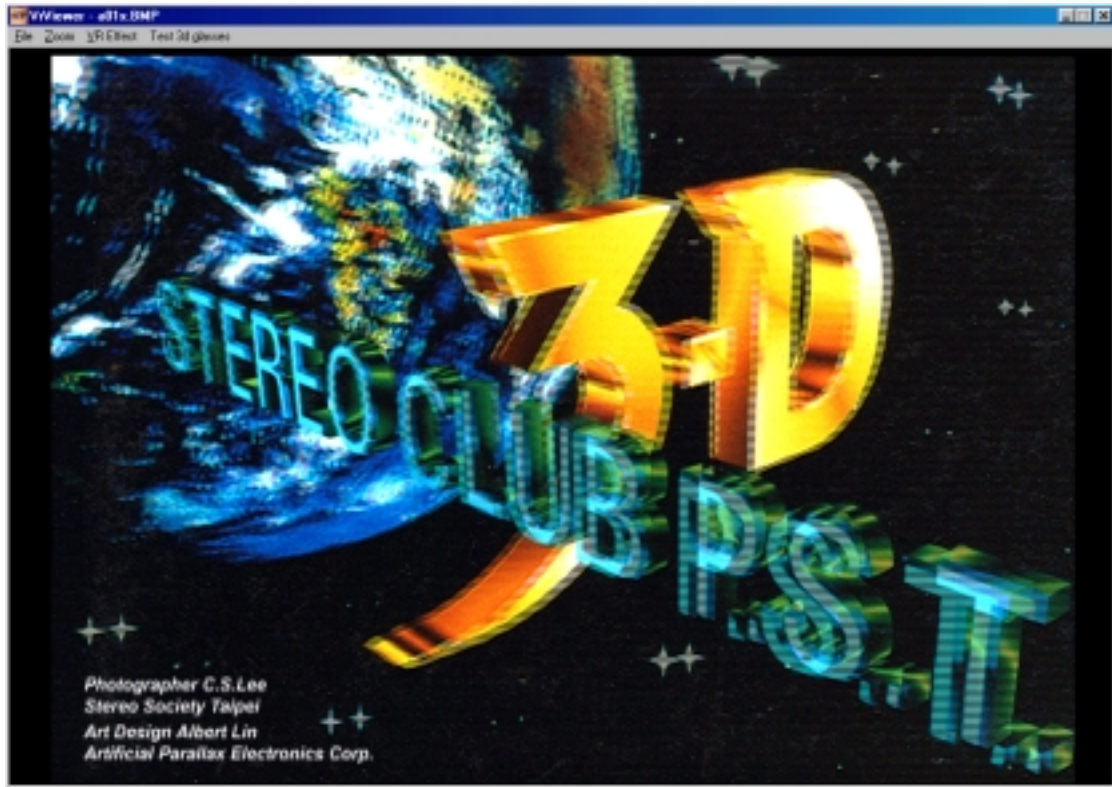 VrViewer - a01x.BMP
File Zoom VR Effect Test 3d glasses
3-D
STEREO CLUB P.S.T.
Photographer C.S.Lee
Stereo Society Taipei
Art Design Albert Lin
Artificial Parallax Electronics Corp.